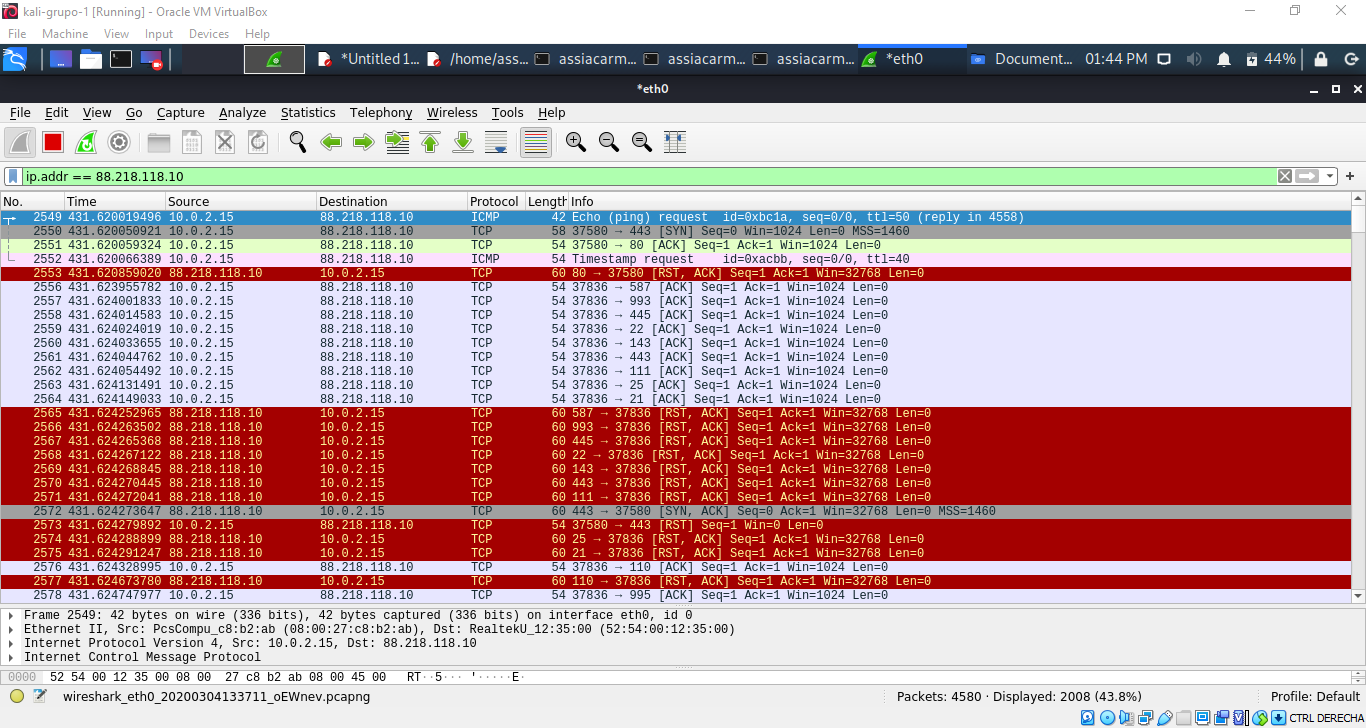 kali-grupo-1 [Running] - Oracle VM VirtualBox
File Machine View Input Devices Help
*Untitled 1... /home/ass... assiacarm... assiacarm... assiacarm... *eth0 Document... 01:44 PM 44%
*eth0
File Edit View Go Capture Analyze Statistics Telephony Wireless Tools Help
ip.addr == 88.218.118.10
No. Time Source Destination Protocol Length Info
2549 431.620019496 10.0.2.15 88.218.118.10 ICMP 42 Echo (ping) request id=0xbc1a, seq=0/0, ttl=50 (reply in 4558)
2550 431.620050921 10.0.2.15 88.218.118.10 TCP 58 37580 → 443 [SYN] Seq=0 Win=1024 Len=0 MSS=1460
2551 431.620059324 10.0.2.15 88.218.118.10 TCP 54 37580 → 80 [ACK] Seq=1 Ack=1 Win=1024 Len=0
2552 431.620066389 10.0.2.15 88.218.118.10 ICMP 54 Timestamp request id=0xacbb, seq=0/0, ttl=40
2553 431.620859020 88.218.118.10 10.0.2.15 TCP 60 80 → 37580 [RST, ACK] Seq=1 Ack=1 Win=32768 Len=0
2556 431.623955782 10.0.2.15 88.218.118.10 TCP 54 37836 → 587 [ACK] Seq=1 Ack=1 Win=1024 Len=0
2557 431.624001833 10.0.2.15 88.218.118.10 TCP 54 37836 → 993 [ACK] Seq=1 Ack=1 Win=1024 Len=0
2558 431.624014583 10.0.2.15 88.218.118.10 TCP 54 37836 → 445 [ACK] Seq=1 Ack=1 Win=1024 Len=0
2559 431.624024019 10.0.2.15 88.218.118.10 TCP 54 37836 → 22 [ACK] Seq=1 Ack=1 Win=1024 Len=0
2560 431.624033655 10.0.2.15 88.218.118.10 TCP 54 37836 → 143 [ACK] Seq=1 Ack=1 Win=1024 Len=0
2561 431.624044762 10.0.2.15 88.218.118.10 TCP 54 37836 → 443 [ACK] Seq=1 Ack=1 Win=1024 Len=0
2562 431.624054492 10.0.2.15 88.218.118.10 TCP 54 37836 → 111 [ACK] Seq=1 Ack=1 Win=1024 Len=0
2563 431.624131491 10.0.2.15 88.218.118.10 TCP 54 37836 → 25 [ACK] Seq=1 Ack=1 Win=1024 Len=0
2564 431.624149033 10.0.2.15 88.218.118.10 TCP 54 37836 → 21 [ACK] Seq=1 Ack=1 Win=1024 Len=0
2565 431.624252965 88.218.118.10 10.0.2.15 TCP 60 587 → 37836 [RST, ACK] Seq=1 Ack=1 Win=32768 Len=0
2566 431.624263502 88.218.118.10 10.0.2.15 TCP 60 993 → 37836 [RST, ACK] Seq=1 Ack=1 Win=32768 Len=0
2567 431.624265368 88.218.118.10 10.0.2.15 TCP 60 445 → 37836 [RST, ACK] Seq=1 Ack=1 Win=32768 Len=0
2568 431.624267122 88.218.118.10 10.0.2.15 TCP 60 22 → 37836 [RST, ACK] Seq=1 Ack=1 Win=32768 Len=0
2569 431.624268845 88.218.118.10 10.0.2.15 TCP 60 143 → 37836 [RST, ACK] Seq=1 Ack=1 Win=32768 Len=0
2570 431.624270445 88.218.118.10 10.0.2.15 TCP 60 443 → 37836 [RST, ACK] Seq=1 Ack=1 Win=32768 Len=0
2571 431.624272041 88.218.118.10 10.0.2.15 TCP 60 111 → 37836 [RST, ACK] Seq=1 Ack=1 Win=32768 Len=0
2572 431.624273647 88.218.118.10 10.0.2.15 TCP 60 443 → 37580 [SYN, ACK] Seq=0 Ack=1 Win=32768 Len=0 MSS=1460
2573 431.624279892 10.0.2.15 88.218.118.10 TCP 54 37580 → 443 [RST] Seq=1 Win=0 Len=0
2574 431.624288899 88.218.118.10 10.0.2.15 TCP 60 25 → 37836 [RST, ACK] Seq=1 Ack=1 Win=32768 Len=0
2575 431.624291247 88.218.118.10 10.0.2.15 TCP 60 21 → 37836 [RST, ACK] Seq=1 Ack=1 Win=32768 Len=0
2576 431.624328995 10.0.2.15 88.218.118.10 TCP 54 37836 → 110 [ACK] Seq=1 Ack=1 Win=1024 Len=0
2577 431.624673780 88.218.118.10 10.0.2.15 TCP 60 110 → 37836 [RST, ACK] Seq=1 Ack=1 Win=32768 Len=0
2578 431.624747977 10.0.2.15 88.218.118.10 TCP 54 37836 → 995 [ACK] Seq=1 Ack=1 Win=1024 Len=0
Frame 2549: 42 bytes on wire (336 bits), 42 bytes captured (336 bits) on interface eth0, id 0
Ethernet II, Src: PcsCompu_c8:b2:ab (08:00:27:c8:b2:ab), Dst: RealtekU_12:35:00 (52:54:00:12:35:00)
Internet Protocol Version 4, Src: 10.0.2.15, Dst: 88.218.118.10
Internet Control Message Protocol
0000 52 54 00 12 35 00 08 00 27 c8 b2 ab 08 00 45 00 RT··5··· '·····E·
wireshark_eth0_20200304133711_oEWnev.pcapng Packets: 4580 · Displayed: 2008 (43.8%) Profile: Default
CTRL DERECHA